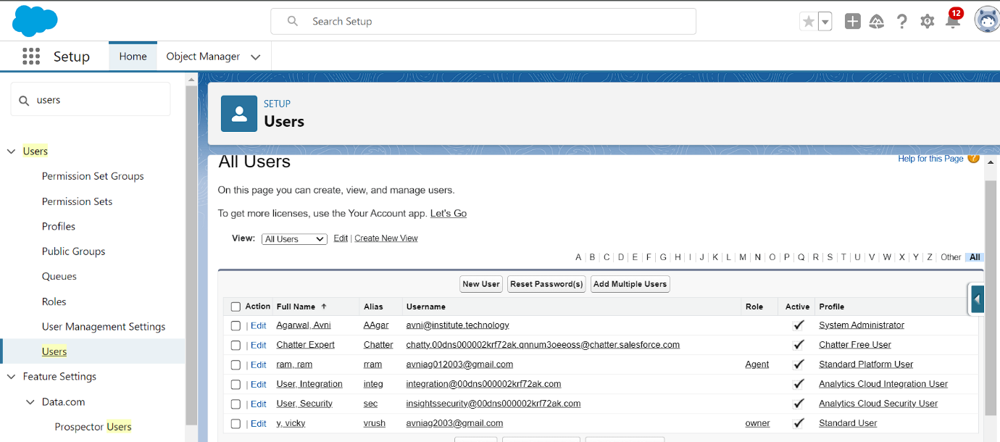 Search Setup
12
Setup
Home
Object Manager
users
Users
Permission Set Groups
Permission Sets
Profiles
Public Groups
Queues
Roles
User Management Settings
Users
Feature Settings
Data.com
Prospector Users
SETUP
Users
All Users
Help for this Page ?
On this page you can create, view, and manage users.
To get more licenses, use the Your Account app. Let's Go
View: All Users Edit | Create New View
A | B | C | D | E | F | G | H | I | J | K | L | M | N | O | P | Q | R | S | T | U | V | W | X | Y | Z | Other All
New User Reset Password(s) Add Multiple Users
Action Full Name ↑ Alias Username Role Active Profile
| Edit Agarwal, Avni AAgar avni@institute.technology System Administrator
| Edit Chatter Expert Chatter chatty.00dns000002krf72ak.qnnum3oeeoss@chatter.salesforce.com Chatter Free User
| Edit ram, ram rram avniag012003@gmail.com Agent Standard Platform User
| Edit User, Integration integ integration@00dns000002krf72ak.com Analytics Cloud Integration User
| Edit User, Security sec insightssecurity@00dns000002krf72ak.com Analytics Cloud Security User
| Edit y, vicky vrush avniag2003@gmail.com owner Standard User